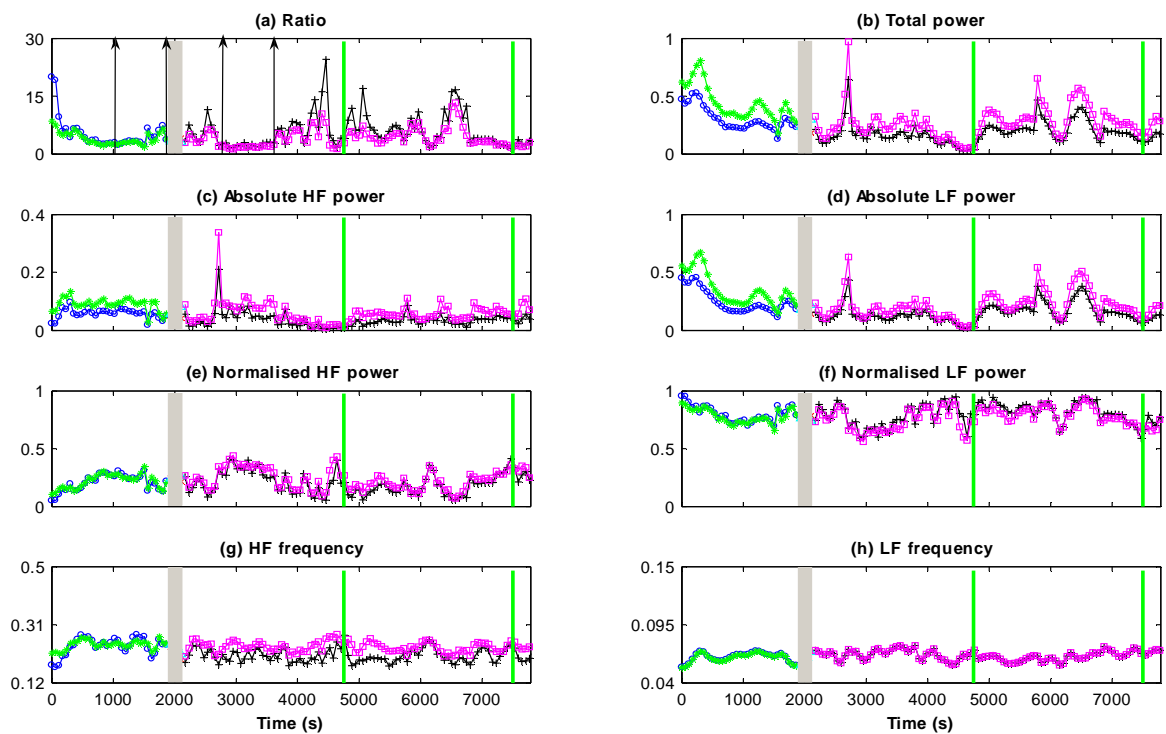 (a) Ratio
30
15
0
(b) Total power
1
0.5
0
(c) Absolute HF power
0.4
0.2
0
(d) Absolute LF power
1
0.5
0
(e) Normalised HF power
1
0.5
0
(f) Normalised LF power
1
0.5
0
(g) HF frequency
0.5
0.31
0.12
0 1000 2000 3000 4000 5000 6000 7000
Time (s)
(h) LF frequency
0.15
0.095
0.04
0 1000 2000 3000 4000 5000 6000 7000
Time (s)